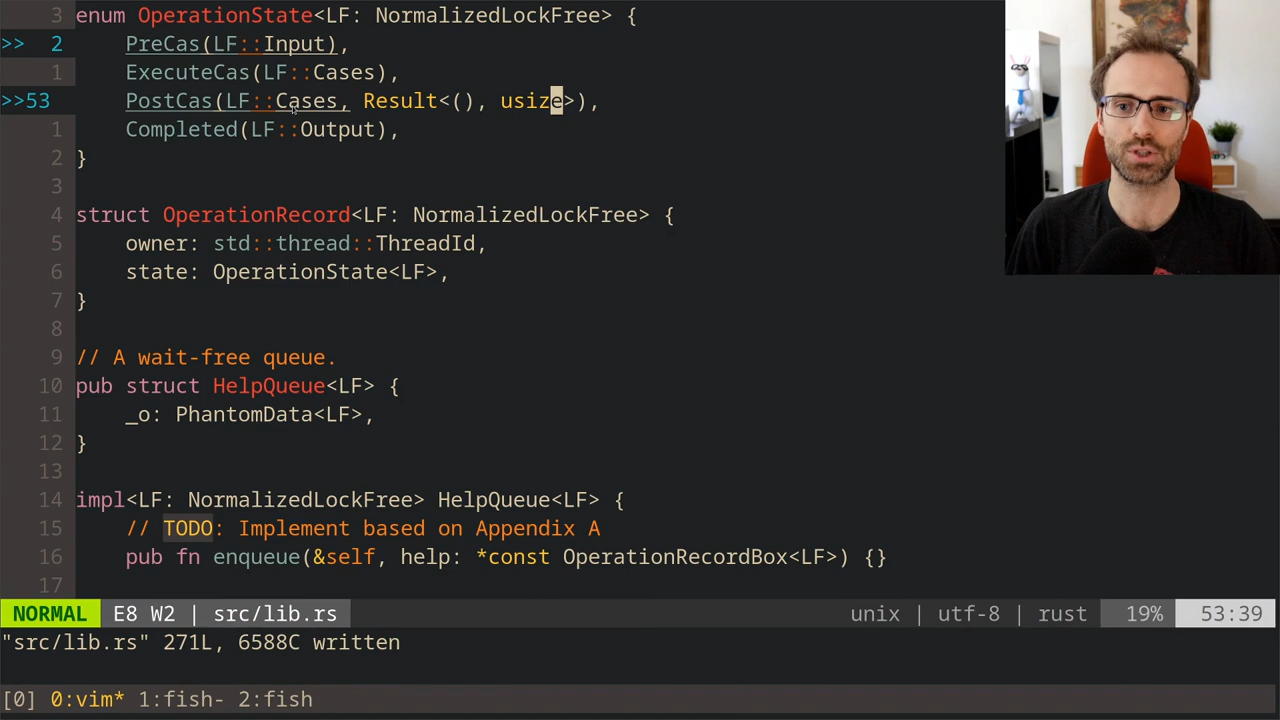 3 enum OperationState<LF: NormalizedLockFree> {
>> 2 PreCas(LF::Input),
1 ExecuteCas(LF::Cases),
>>53 PostCas(LF::Cases, Result<(), usize>),
1 Completed(LF::Output),
2 }
3
4 struct OperationRecord<LF: NormalizedLockFree> {
5 owner: std::thread::ThreadId,
6 state: OperationState<LF>,
7 }
8
9 // A wait-free queue.
10 pub struct HelpQueue<LF> {
11 _o: PhantomData<LF>,
12 }
13
14 impl<LF: NormalizedLockFree> HelpQueue<LF> {
15 // TODO: Implement based on Appendix A
16 pub fn enqueue(&self, help: *const OperationRecordBox<LF>) {}
17
NORMAL E8 W2 | src/lib.rs unix | utf-8 | rust 19% 53:39
"src/lib.rs" 271L, 6588C written
[0] 0:vim* 1:fish- 2:fish